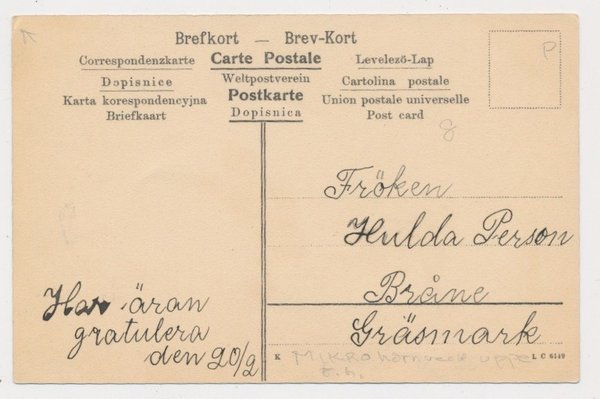 Brefkort — Brev-Kort
Correspondenzkarte Carte Postale Levelező-Lap
Dopisnice Weltpostverein Cartolina postale
Karta korespondencyjna Postkarte Union postale universelle
Briefkaart Dopisnica Post card
P
8
Fröken
Hulda Person
Bråne
Gräsmark
Har äran
gratulera
den 20/2
K
L C 6149